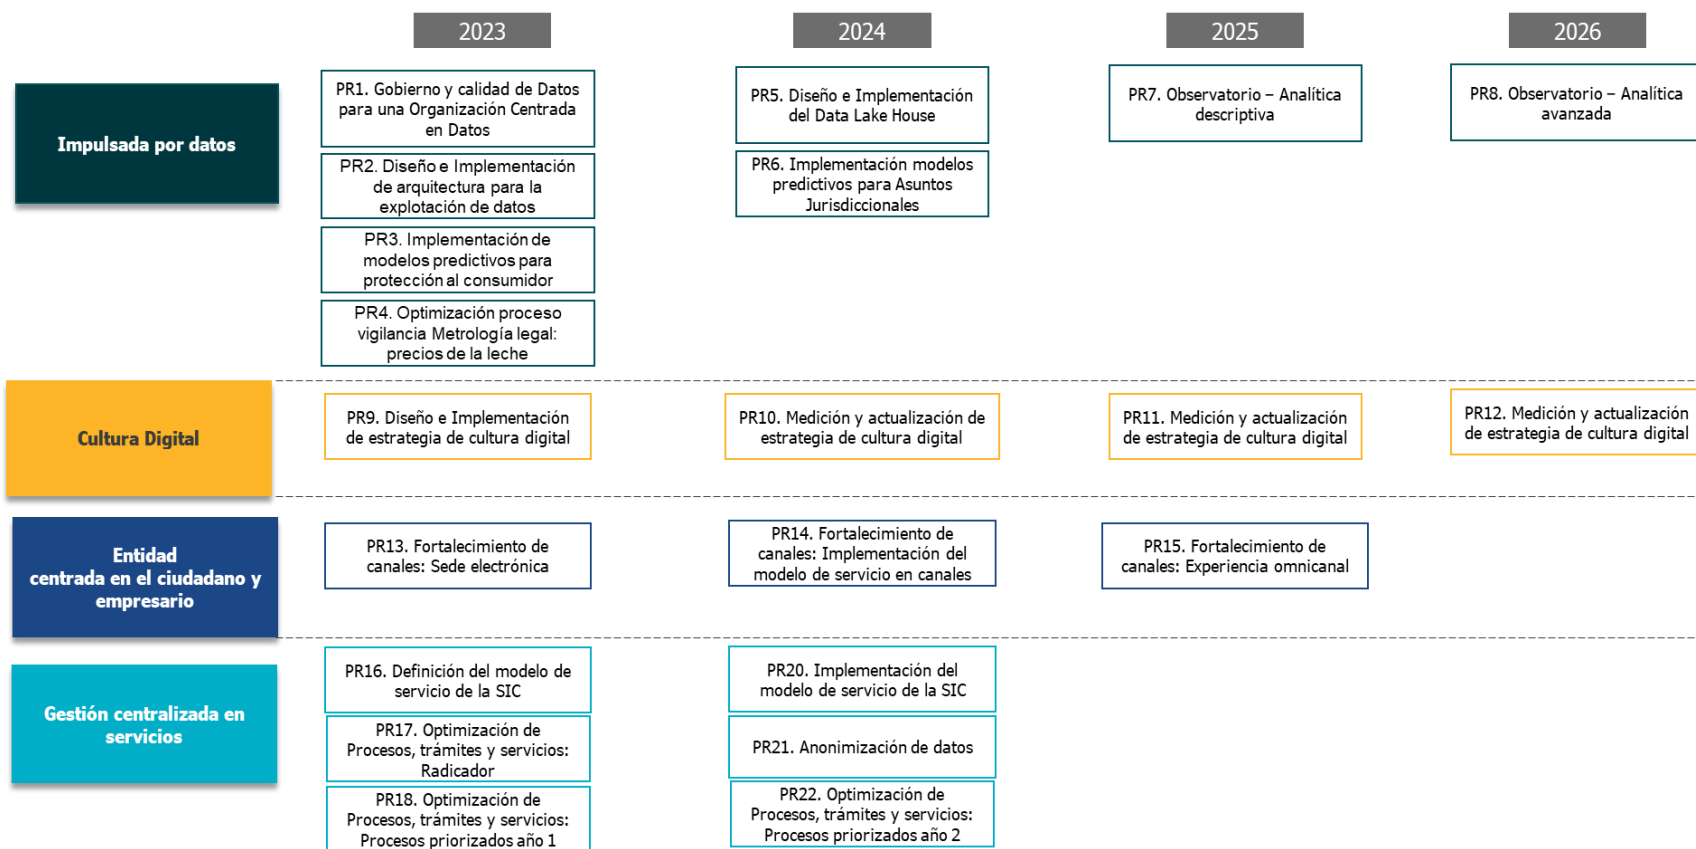 2023
2024
2025
2026
Impulsada por datos
PR1. Gobierno y calidad de Datos
para una Organización Centrada
en Datos
PR2. Diseño e Implementación
de arquitectura para la
explotación de datos
PR3. Implementación de
modelos predictivos para
protección al consumidor
PR4. Optimización proceso
vigilancia Metrología legal:
precios de la leche
PR5. Diseño e Implementación
del Data Lake House
PR6. Implementación modelos
predictivos para Asuntos
Jurisdiccionales
PR7. Observatorio – Analítica
descriptiva
PR8. Observatorio – Analítica
avanzada
Cultura Digital
PR9. Diseño e Implementación
de estrategia de cultura digital
PR10. Medición y actualización de
estrategia de cultura digital
PR11. Medición y actualización
de estrategia de cultura digital
PR12. Medición y actualización
de estrategia de cultura digital
Entidad
centrada en el ciudadano y
empresario
PR13. Fortalecimiento de
canales: Sede electrónica
PR14. Fortalecimiento de
canales: Implementación del
modelo de servicio en canales
PR15. Fortalecimiento de
canales: Experiencia omnicanal
Gestión centralizada en
servicios
PR16. Definición del modelo de
servicio de la SIC
PR17. Optimización de
Procesos, trámites y servicios:
Radicador
PR18. Optimización de
Procesos, trámites y servicios:
Procesos priorizados año 1
PR20. Implementación del
modelo de servicio de la SIC
PR21. Anonimización de datos
PR22. Optimización de
Procesos, trámites y servicios:
Procesos priorizados año 2